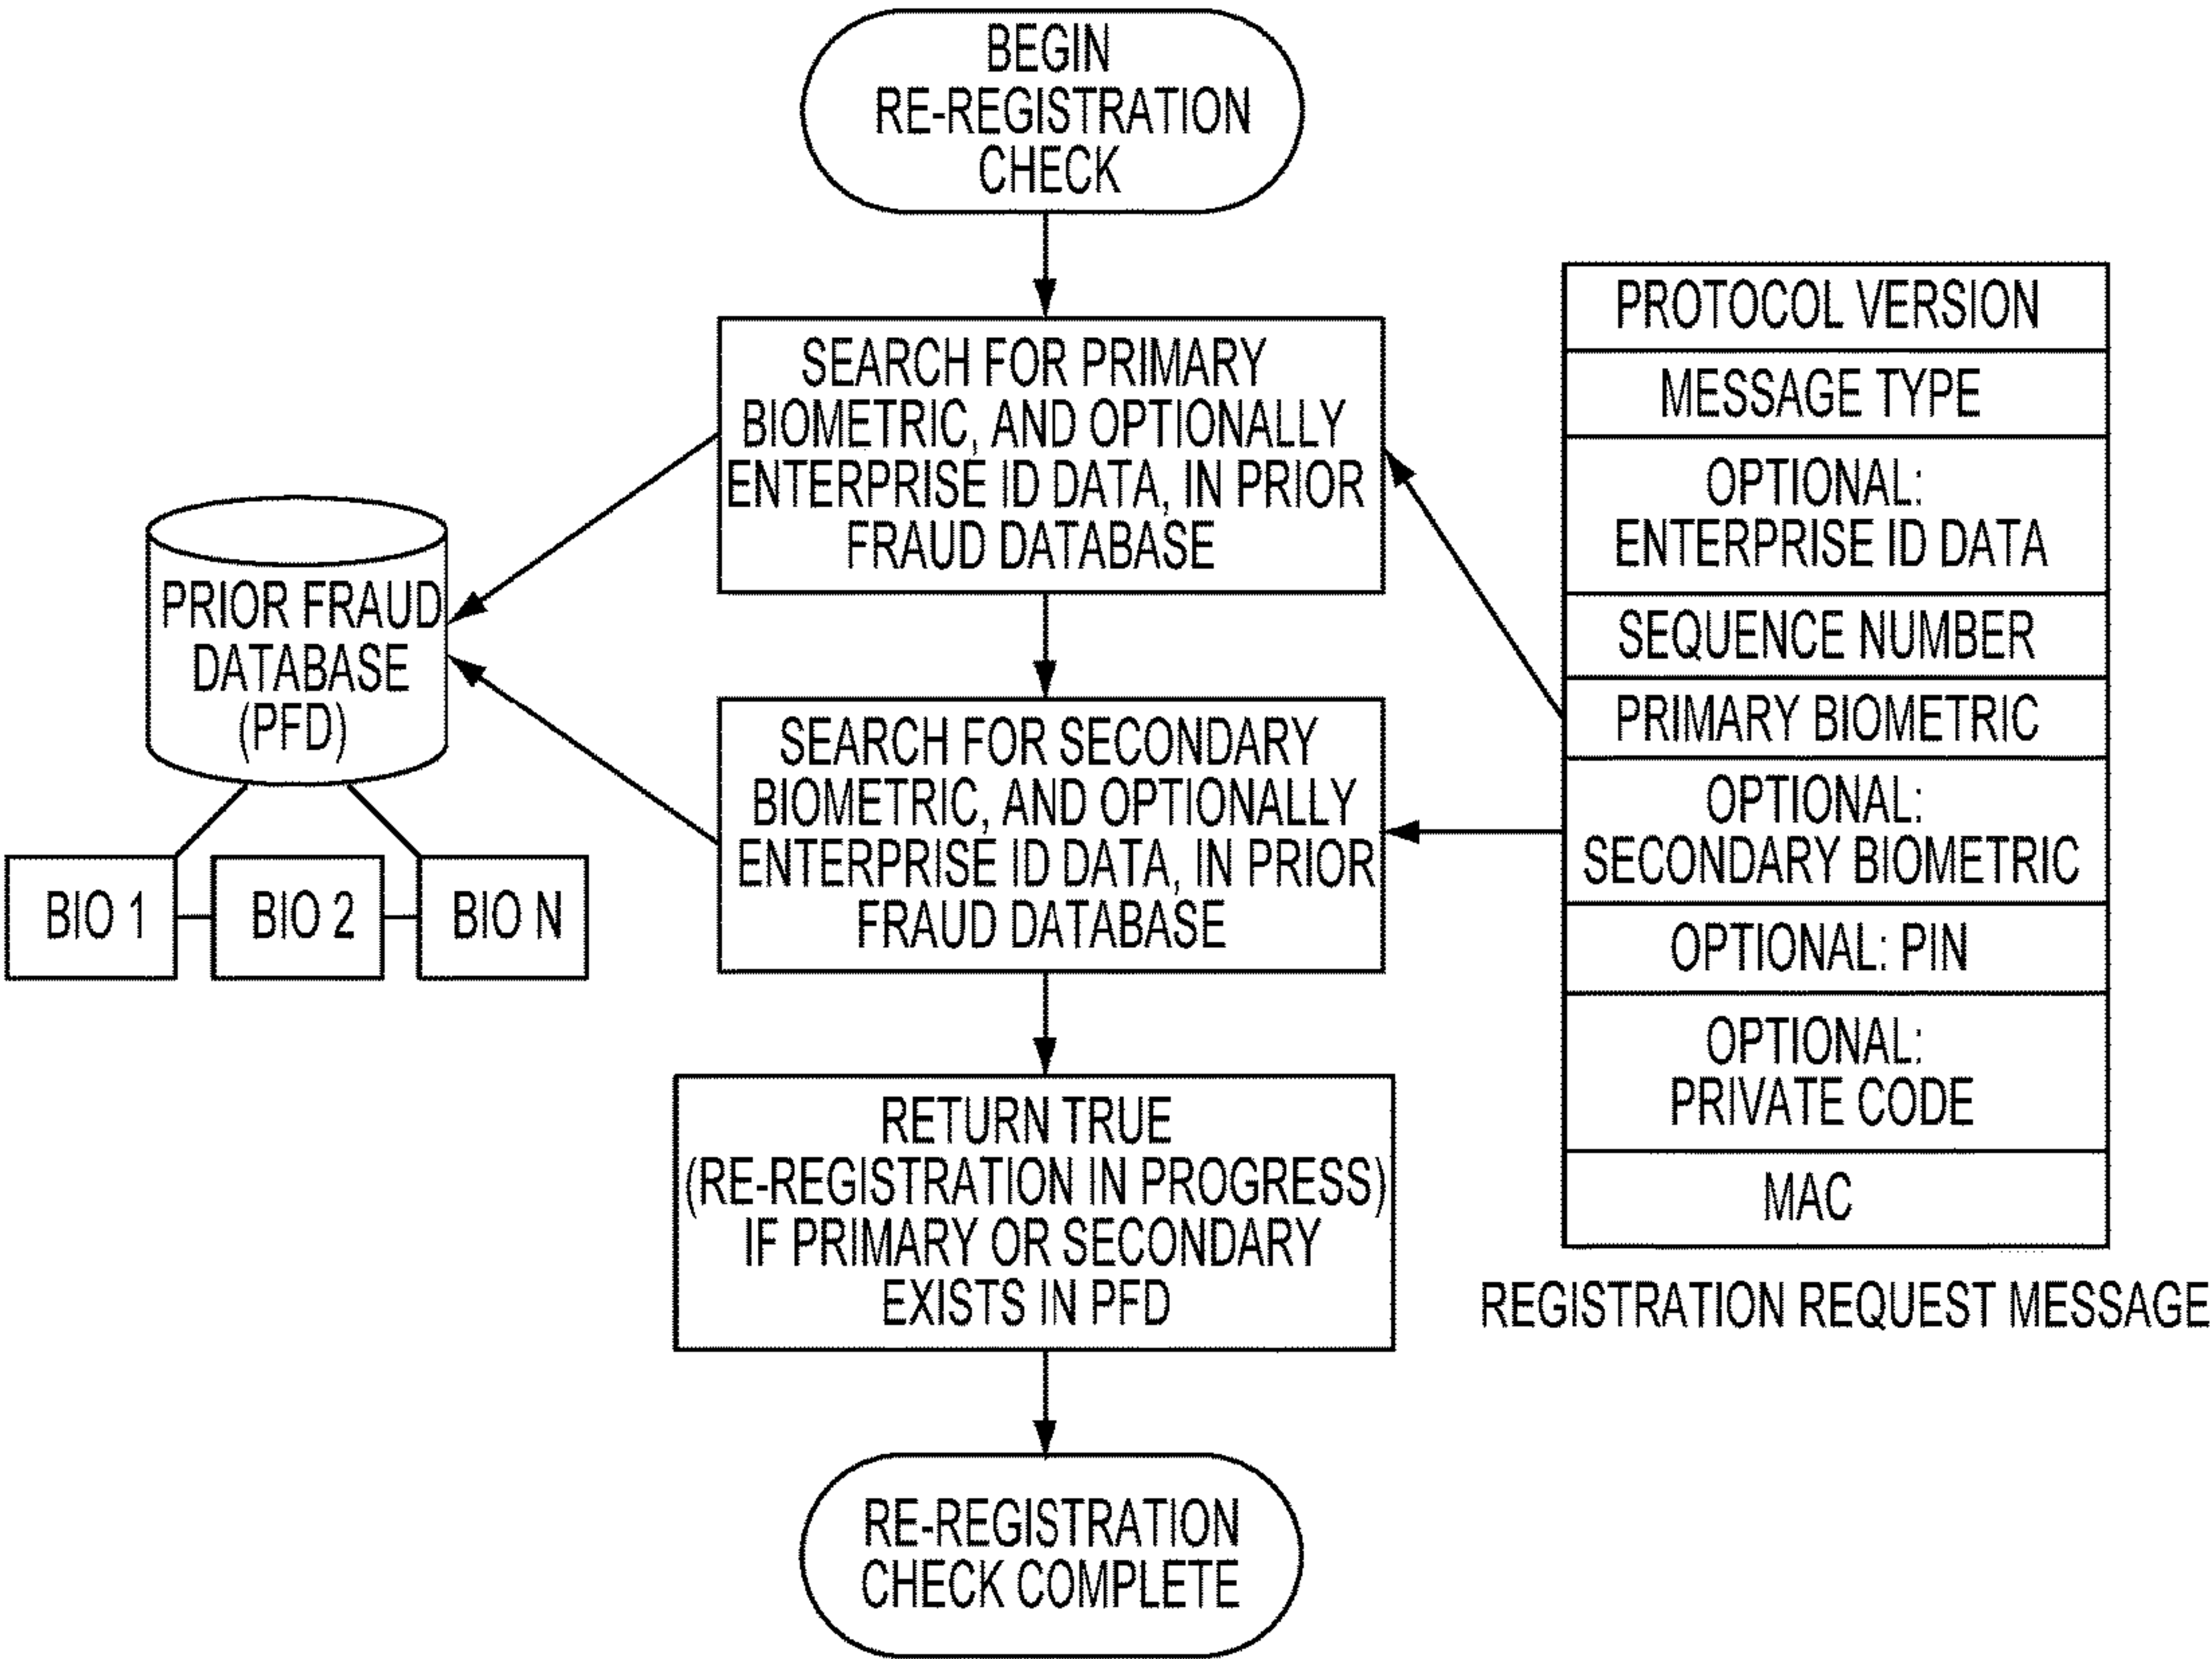 BEGIN
RE-REGISTRATION
CHECK
SEARCH FOR PRIMARY
BIOMETRIC, AND OPTIONALLY
ENTERPRISE ID DATA, IN PRIOR
FRAUD DATABASE
PRIOR FRAUD
DATABASE
(PFD)
BIO 1
BIO 2
BIO N
SEARCH FOR SECONDARY
BIOMETRIC, AND OPTIONALLY
ENTERPRISE ID DATA, IN PRIOR
FRAUD DATABASE
RETURN TRUE
(RE-REGISTRATION IN PROGRESS)
IF PRIMARY OR SECONDARY
EXISTS IN PFD
RE-REGISTRATION
CHECK COMPLETE
PROTOCOL VERSION
MESSAGE TYPE
OPTIONAL:
ENTERPRISE ID DATA
SEQUENCE NUMBER
PRIMARY BIOMETRIC
OPTIONAL:
SECONDARY BIOMETRIC
OPTIONAL: PIN
OPTIONAL:
PRIVATE CODE
MAC
REGISTRATION REQUEST MESSAGE